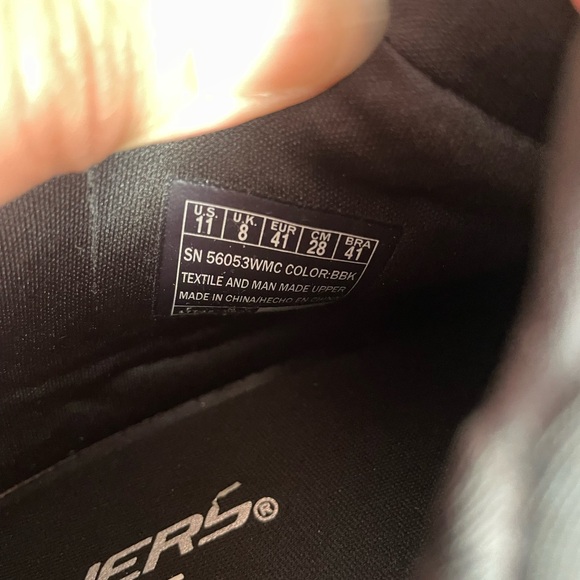 U.S. U.K. EUR CM BRA
11 8 41 28 41
SN 56053WMC COLOR:BBK
TEXTILE AND MAN MADE UPPER
MADE IN CHINA/HECHO EN CHINA
HERS®